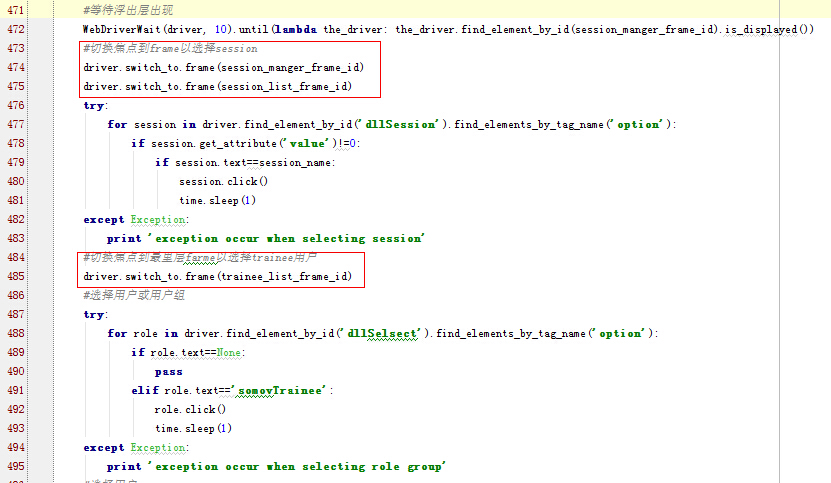 471 #等待浮出层出现
472 WebDriverWait(driver, 10).until(lambda the_driver: the_driver.find_element_by_id(session_manger_frame_id).is_displayed())
473 #切换焦点到frame以选择session
474 driver.switch_to.frame(session_manger_frame_id)
475 driver.switch_to.frame(session_list_frame_id)
476 try:
477 for session in driver.find_element_by_id('dllSession').find_elements_by_tag_name('option'):
478 if session.get_attribute('value')!=0:
479 if session.text==session_name:
480 session.click()
481 time.sleep(1)
482 except Exception:
483 print 'exception occur when selecting session'
484 #切换焦点到最里层farme以选择trainee用户
485 driver.switch_to.frame(trainee_list_frame_id)
486 #选择用户或用户组
487 try:
488 for role in driver.find_element_by_id('dllSelsect').find_elements_by_tag_name('option'):
489 if role.text==None:
490 pass
491 elif role.text=='somovTrainee':
492 role.click()
493 time.sleep(1)
494 except Exception:
495 print 'exception occur when selecting role group'